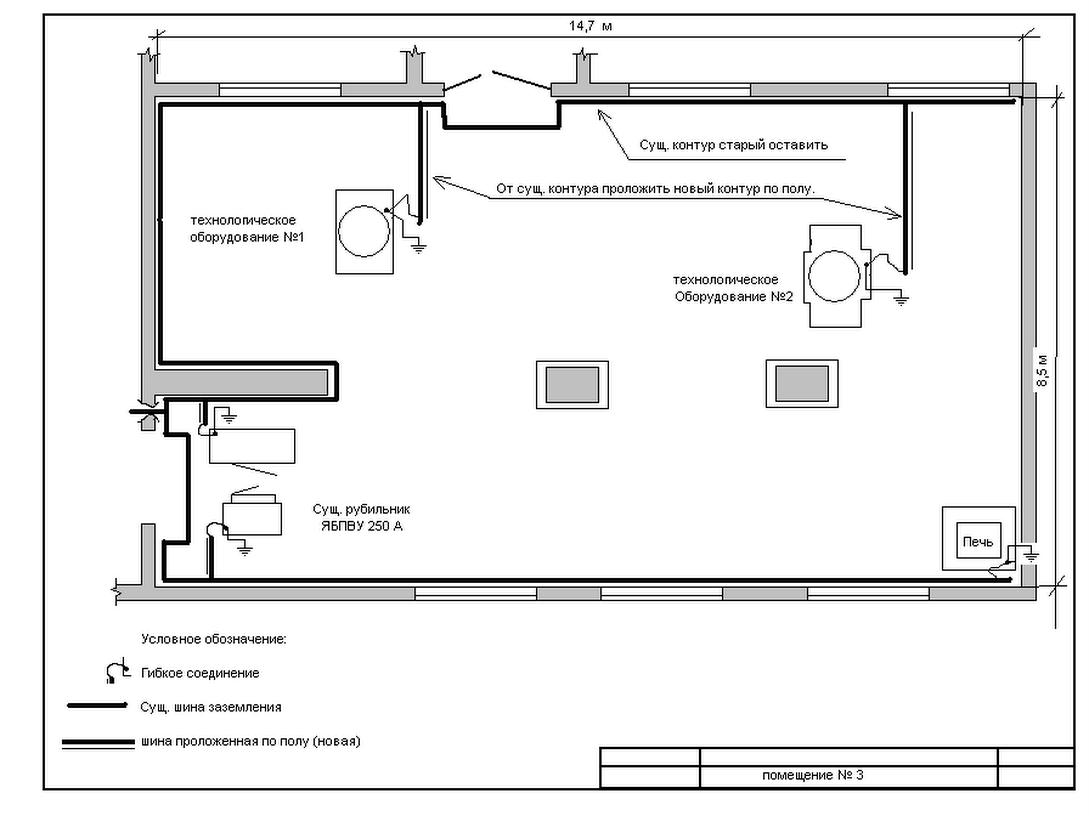 14,7 м
Сущ. контур старый оставить
От сущ. контура проложить новый контур по полу.
технологическое
оборудование №1
технологическое
Оборудование №2
8,5 м
Сущ. рубильник
ЯБПВУ 250 А
Печь
Условное обозначение:
Гибкое соединение
Сущ. шина заземления
шина проложенная по полу (новая)
помещение № 3